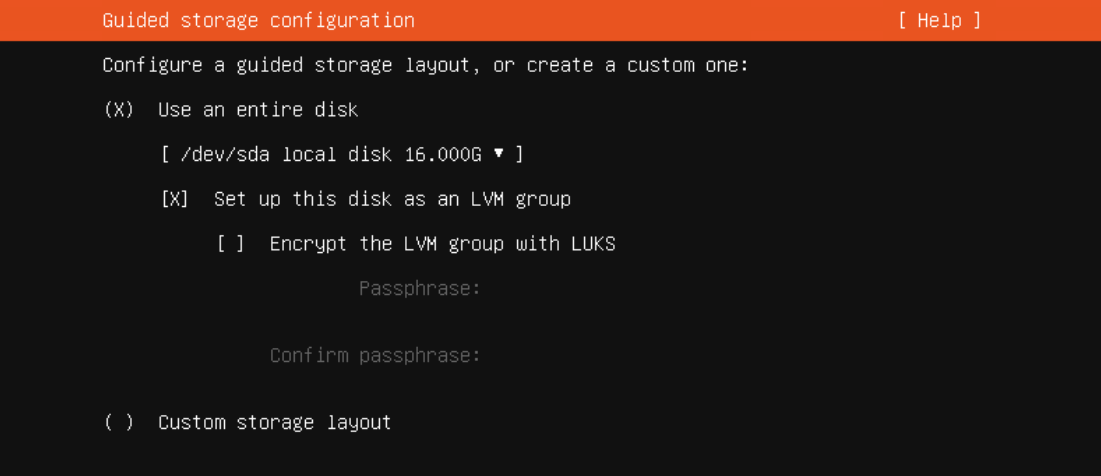 Guided storage configuration [ Help ]
Configure a guided storage layout, or create a custom one:
(X) Use an entire disk
[ /dev/sda local disk 16.000G ▾ ]
[X] Set up this disk as an LVM group
[ ] Encrypt the LVM group with LUKS
Passphrase:
Confirm passphrase:
( ) Custom storage layout